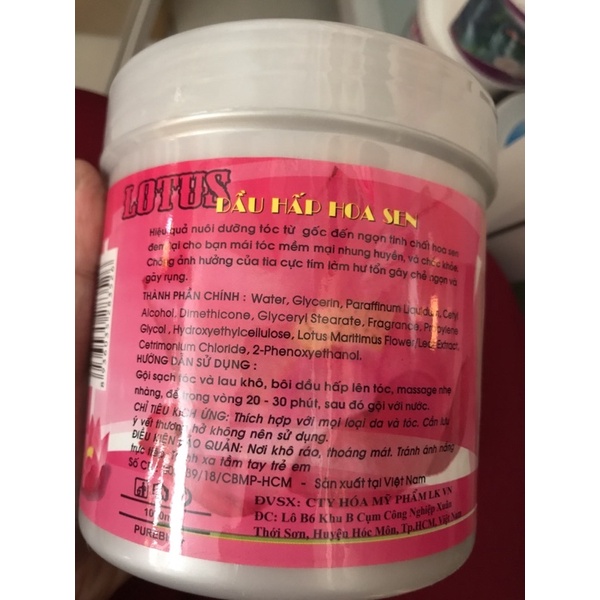 LOTUS
DẦU HẤP HOA SEN
Hiệu quả nuôi dưỡng tóc từ gốc đến ngọn tinh chất hoa sen
đem lại cho bạn mái tóc mềm mại nhung huyền, và chắc khỏe.
Chống ảnh hưởng của tia cực tím làm hư tổn gây chẻ ngọn và
gãy rụng.
THÀNH PHẦN CHÍNH : Water, Glycerin, Paraffinum Liquidum, Cetyl
Alcohol, Dimethicone, Glyceryl Stearate, Fragrance, Propylene
Glycol , Hydroxyethylcellulose, Lotus Maritimus Flower/Leaf Extract,
Cetrimonium Chloride, 2-Phenoxyethanol.
HƯỚNG DẪN SỬ DỤNG :
Gội sạch tóc và lau khô, bôi dầu hấp lên tóc, massage nhẹ
nhàng, để trong vòng 20 - 30 phút, sau đó gội với nước.
CHỈ TIÊU KÍCH ỨNG: Thích hợp với mọi loại da và tóc. Cần lưu
ý vết thương hở không nên sử dụng.
ĐIỀU KIỆN BẢO QUẢN: Nơi khô ráo, thoáng mát. Tránh ánh nắng
trực tiếp. Tránh xa tầm tay trẻ em
Số 89/18/CBMP-HCM - Sản xuất tại Việt Nam
ĐVSX: CTY HÓA MỸ PHẨM LK VN
ĐC: Lô B6 Khu B Cụm Công Nghiệp Xuân
Thới Sơn, Huyện Hóc Môn, Tp.HCM, Việt Nam